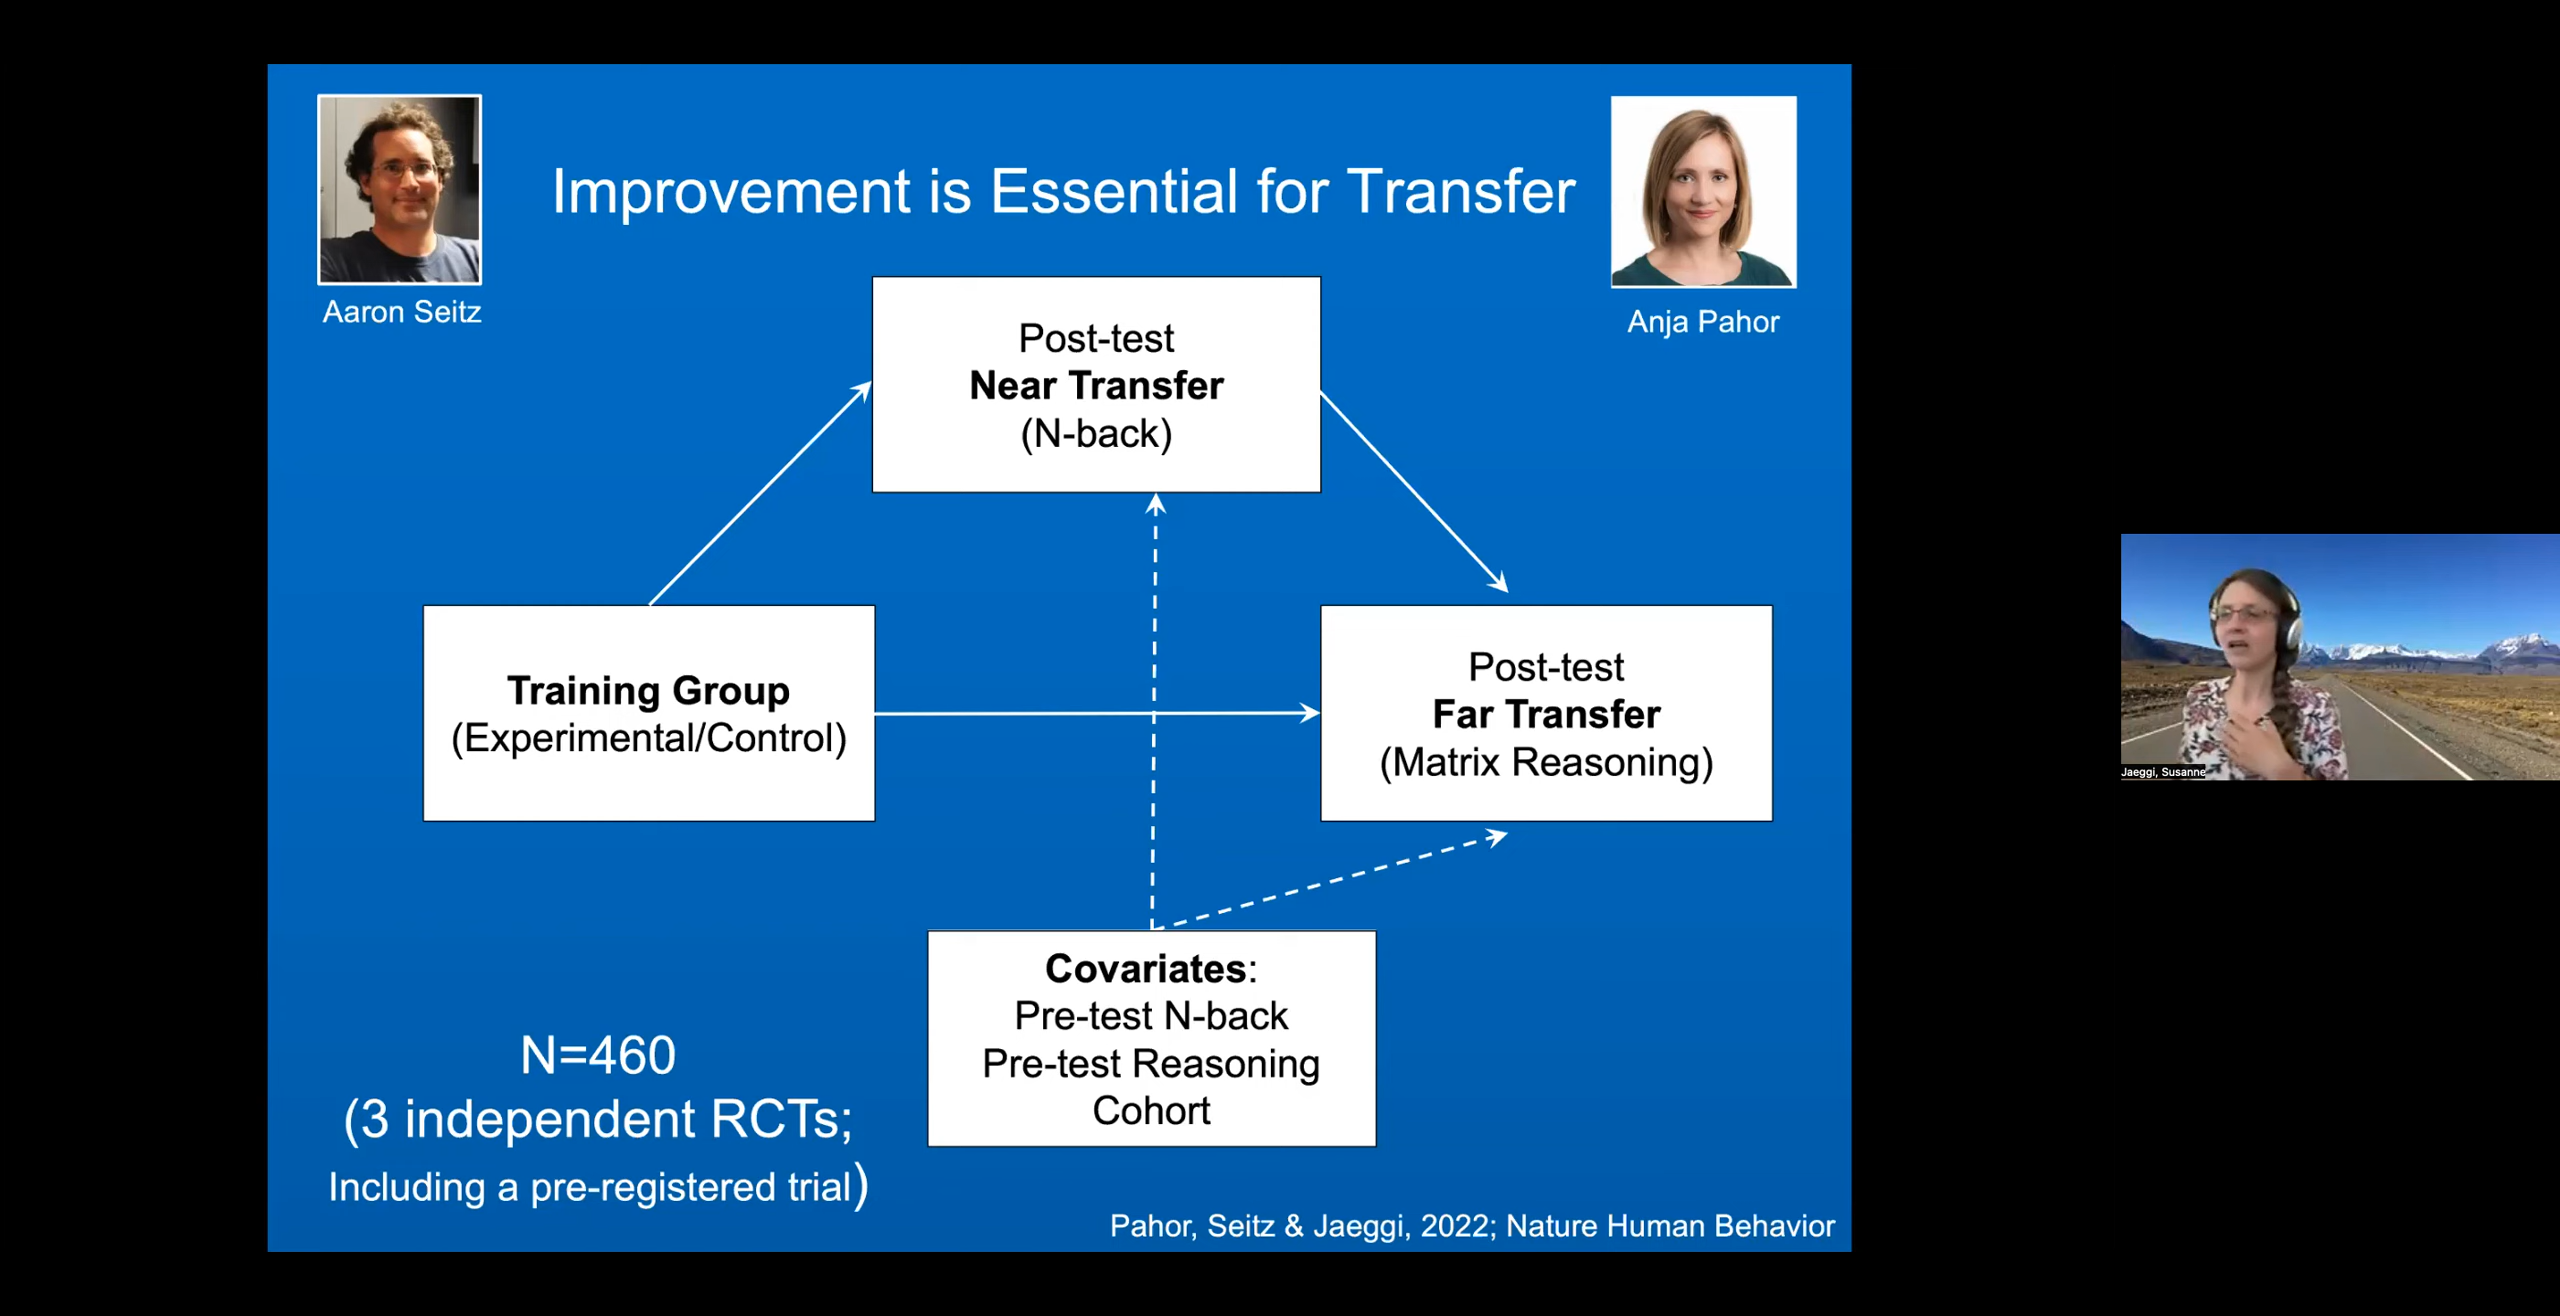 Improvement is Essential for Transfer
Aaron Seitz
Anja Pahor
Post-test
Near Transfer
(N-back)
Training Group
(Experimental/Control)
Post-test
Far Transfer
(Matrix Reasoning)
Covariates:
Pre-test N-back
Pre-test Reasoning
Cohort
N=460
(3 independent RCTs;
Including a pre-registered trial)
Pahor, Seitz & Jaeggi, 2022; Nature Human Behavior
Jaeggi, Susanne